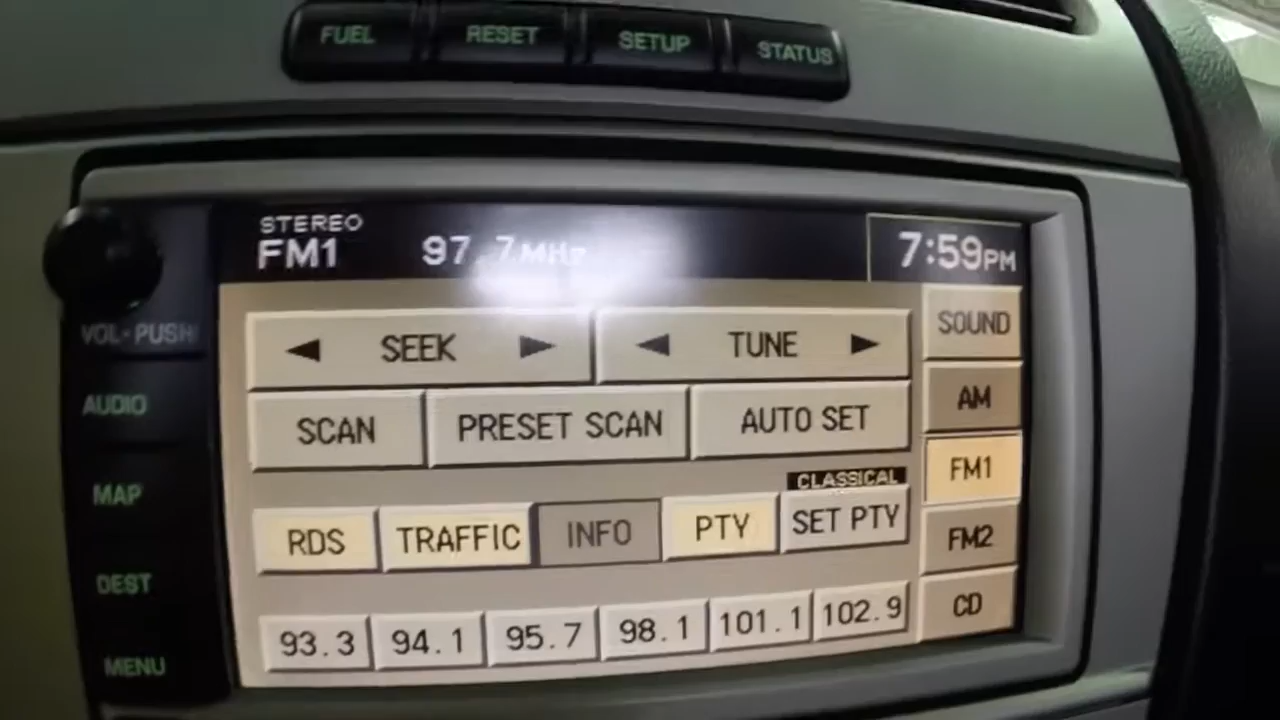 FUEL RESET SETUP STATUS
STEREO
FM1 97.7MHz 7:59PM
VOL-PUSH
SEEK TUNE SOUND
AUDIO
SCAN PRESET SCAN AUTO SET AM
CLASSICAL FM1
MAP
RDS TRAFFIC INFO PTY SET PTY FM2
DEST
93.3 94.1 95.7 98.1 101.1 102.9 CD
MENU